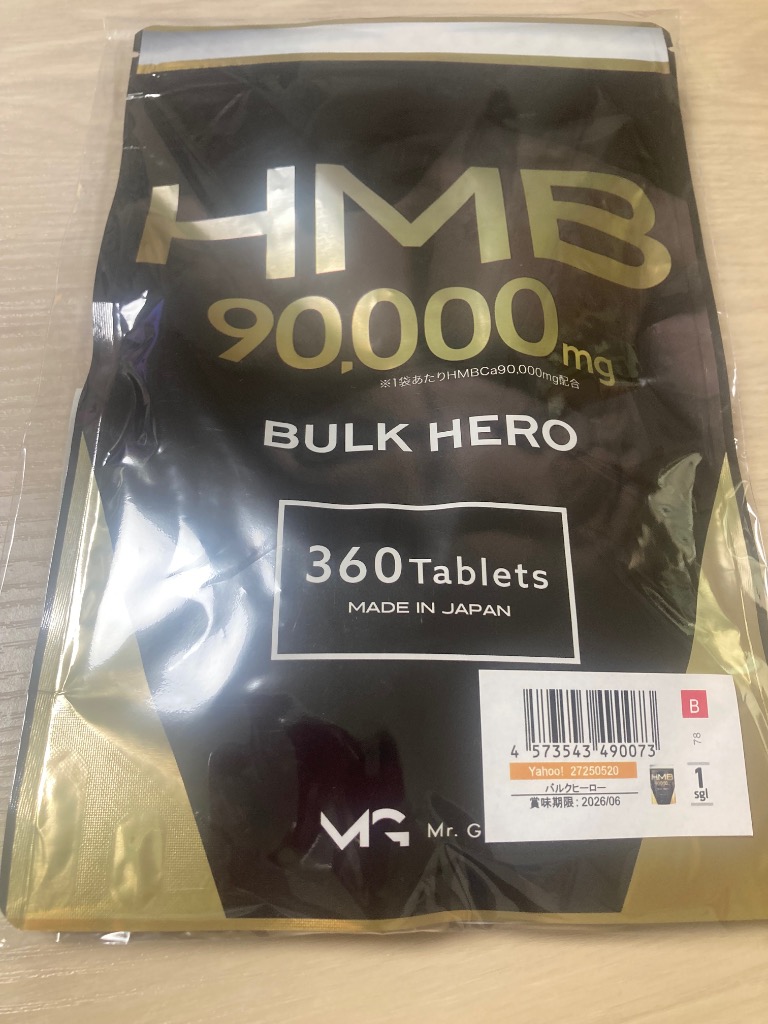 HMB
90,000mg
※1袋あたりHMBCa90,000mg配合
BULK HERO
360Tablets
MADE IN JAPAN
MG Mr. G
4 573543 490073
B
78
Yahoo! 27250520
バルクヒーロー
賞味期限:2026/06
HMB
1
sgl